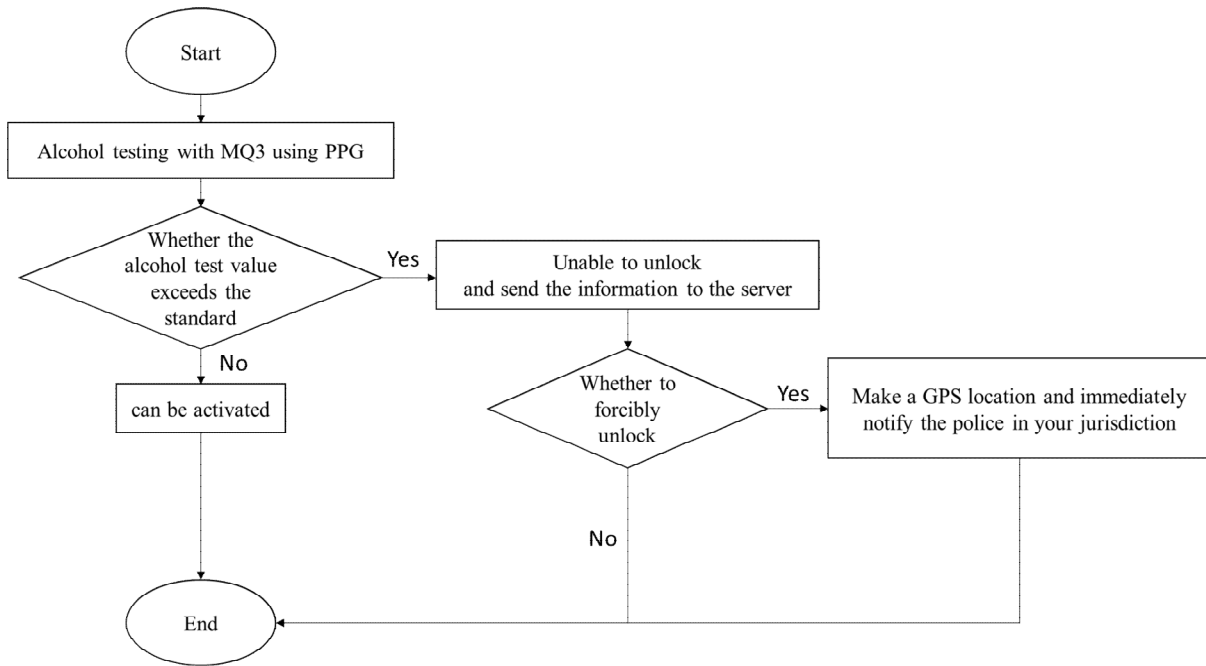 Start
Alcohol testing with MQ3 using PPG
Whether the
alcohol test value
exceeds the
standard
Yes
Unable to unlock
and send the information to the server
No
can be activated
Whether to
forcibly
unlock
Yes
Make a GPS location and immediately
notify the police in your jurisdiction
No
End